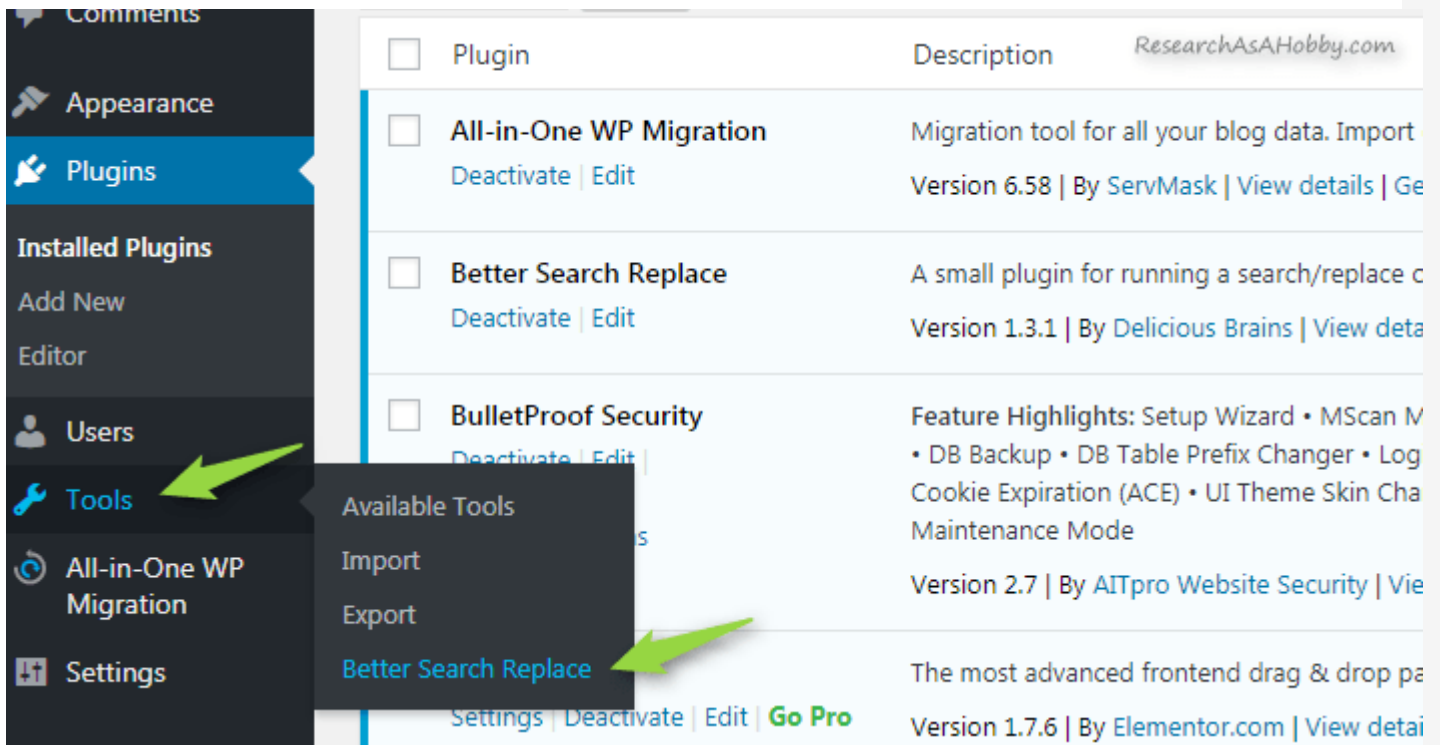 Comments
Appearance
Plugins
Installed Plugins
Add New
Editor
Users
Tools
All-in-One WP
Migration
Settings
Available Tools
Import
Export
Better Search Replace
Plugin Description ResearchAsAHobby.com
All-in-One WP Migration
Deactivate | Edit
Migration tool for all your blog data. Import
Version 6.58 | By ServMask | View details | Ge
Better Search Replace
Deactivate | Edit
A small plugin for running a search/replace
Version 1.3.1 | By Delicious Brains | View deta
BulletProof Security
Deactivate | Edit |
s
Feature Highlights: Setup Wizard • MScan M
• DB Backup • DB Table Prefix Changer • Log
Cookie Expiration (ACE) • UI Theme Skin Cha
Maintenance Mode
Version 2.7 | By AITpro Website Security | Vie
Settings | Deactivate | Edit | Go Pro
The most advanced frontend drag & drop pa
Version 1.7.6 | By Elementor.com | View detai